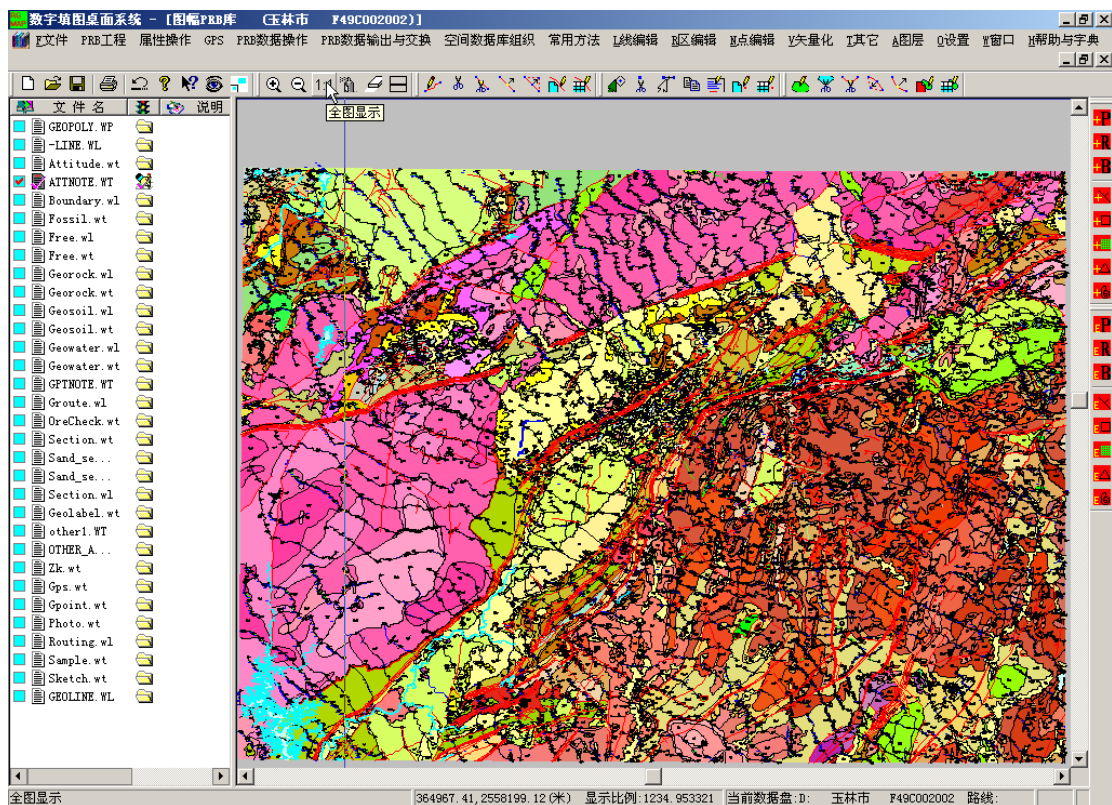 数字填图桌面系统 - [图幅PRB库 (玉林市 F49C002002)]
F文件 PRB工程 属性操作 GPS PRB数据操作 PRB数据输出与交换 空间数据库组织 常用方法 L线编辑 R区编辑 N点编辑 V矢量化 T其它 A图层 Q设置 W窗口 H帮助与字典
1:1
文件名 说明
全图显示
GEOPOLY.WP
-LINE.WL
Attitude.wt
ATTNOTE.WT
Boundary.wl
Fossil.wt
Free.wl
Free.wt
Georock.wl
Georock.wt
Geosoil.wl
Geosoil.wt
Geowater.wl
Geowater.wt
GPTNOTE.WT
Groute.wl
OreCheck.wt
Section.wt
Sand_se...
Sand_se...
Section.wl
Geolabel.wt
other1.WT
OTHER_A...
Zk.wt
Gps.wt
Gpoint.wt
Photo.wt
Routing.wl
Sample.wt
Sketch.wt
GEOLINE.WL
+P
+R
+B
EP
ER
EB
全图显示 364967.41,2558199.12(米) 显示比例:1234.953321 当前数据盘:D: 玉林市 F49C002002 路线: